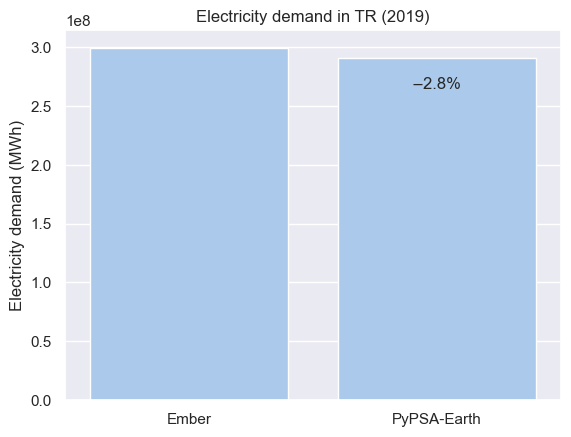 Electricity demand in TR (2019)
1e8
3.0
2.5
2.0
1.5
1.0
0.5
0.0
Electricity demand (MWh)
−2.8%
Ember
PyPSA-Earth